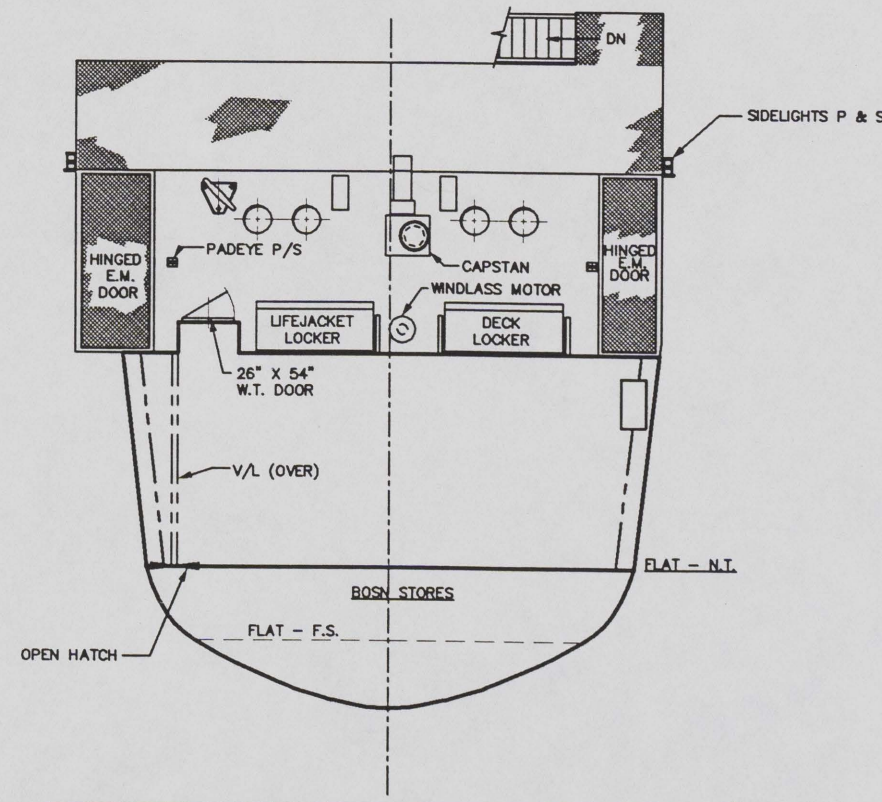 DN
SIDELIGHTS P & S
HINGED
E.M.
DOOR
PADEYE P/S
CAPSTAN
HINGED
E.M.
DOOR
WINDLASS MOTOR
LIFEJACKET
LOCKER
DECK
LOCKER
26" X 54"
W.T. DOOR
V/L (OVER)
FLAT - N.T.
BOSN STORES
FLAT - F.S.
OPEN HATCH